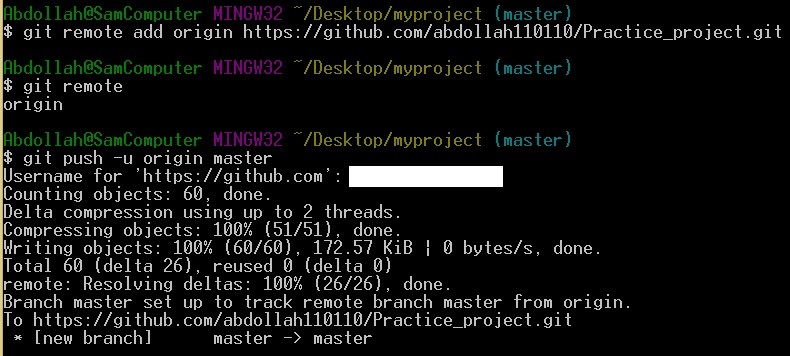 Abdollah@SamComputer MINGW32 ~/Desktop/myproject (master)
$ git remote add origin https://github.com/abdollah110110/Practice_project.git
Abdollah@SamComputer MINGW32 ~/Desktop/myproject (master)
$ git remote
origin
Abdollah@SamComputer MINGW32 ~/Desktop/myproject (master)
$ git push -u origin master
Username for 'https://github.com':
Counting objects: 60, done.
Delta compression using up to 2 threads.
Compressing objects: 100% (51/51), done.
Writing objects: 100% (60/60), 172.57 KiB ¦ 0 bytes/s, done.
Total 60 (delta 26), reused 0 (delta 0)
remote: Resolving deltas: 100% (26/26), done.
Branch master set up to track remote branch master from origin.
To https://github.com/abdollah110110/Practice_project.git
 * [new branch]      master -> master